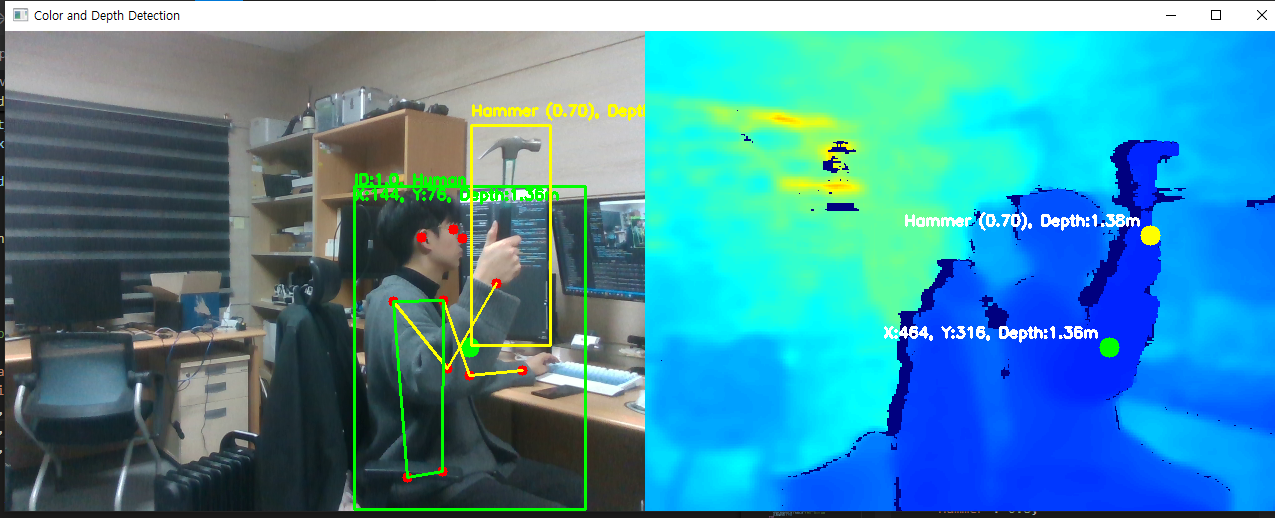 Color and Depth Detection
Hammer (0.70), Dept
ID:1.0, Human
X:144, Y:76, Depth:1.36m
Hammer (0.70), Depth:1.38m
X:464, Y:316, Depth:1.36m